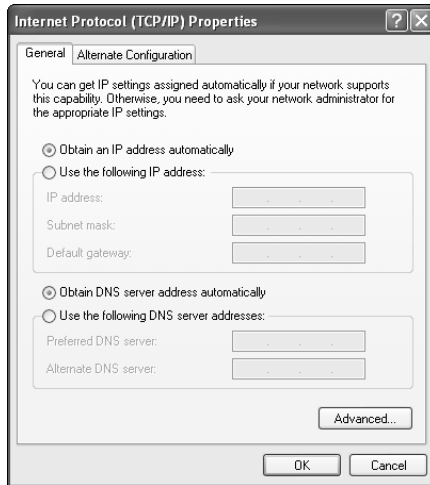 Internet Protocol (TCP/IP) Properties
General Alternate Configuration
You can get IP settings assigned automatically if your network supports
this capability. Otherwise, you need to ask your network administrator for
the appropriate IP settings.
Obtain an IP address automatically
Use the following IP address:
IP address:
Subnet mask:
Default gateway:
Obtain DNS server address automatically
Use the following DNS server addresses:
Preferred DNS server:
Alternate DNS server:
Advanced...
OK Cancel